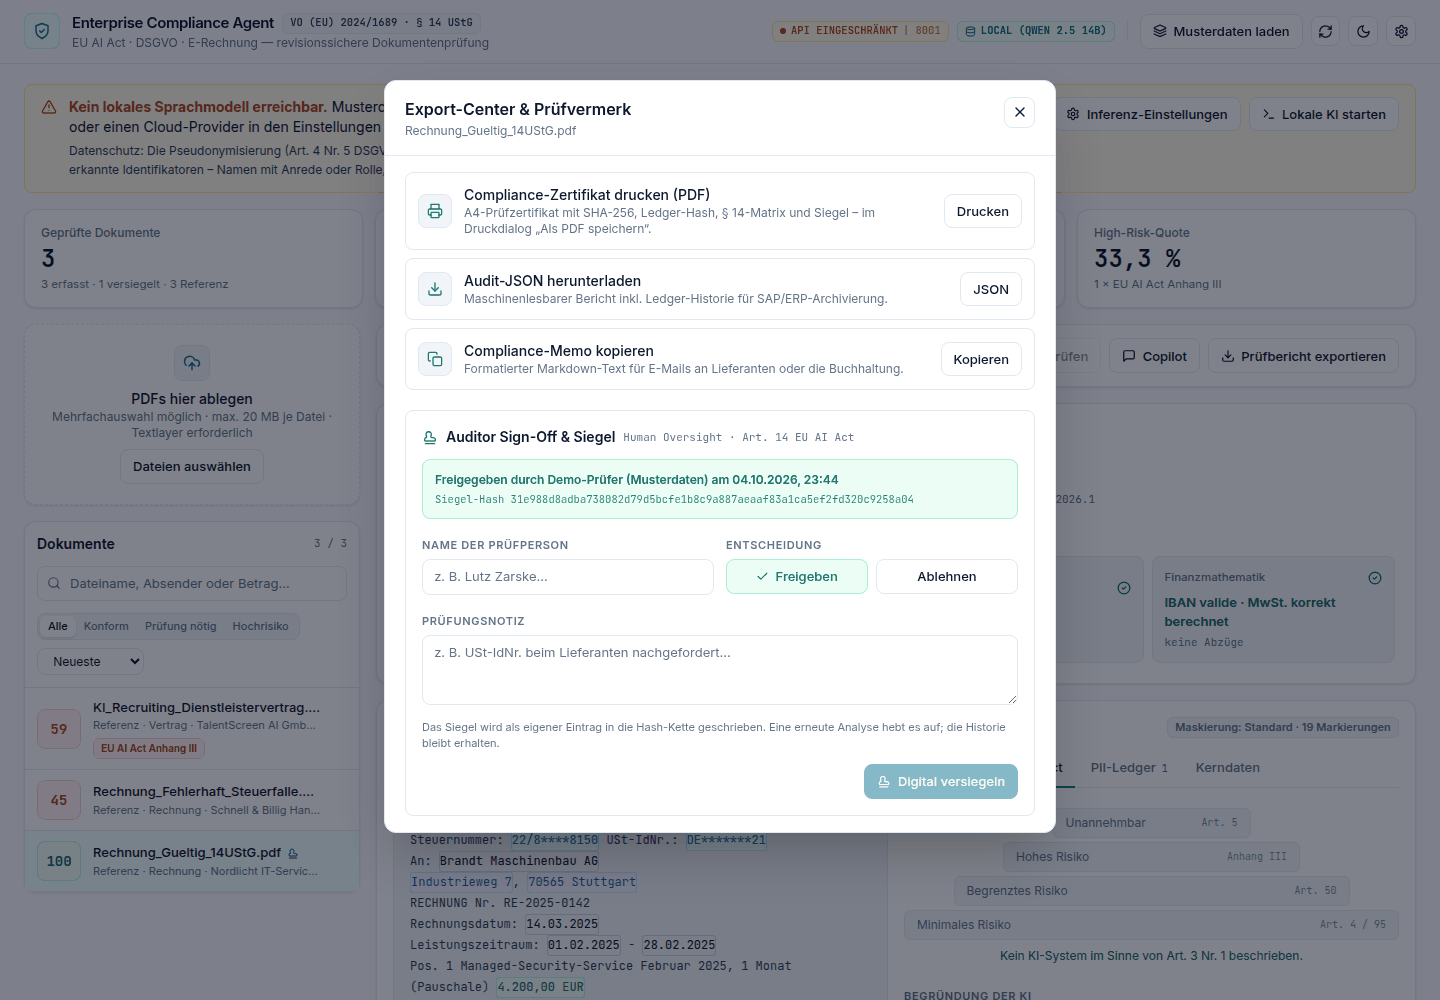 Enterprise Compliance Agent
VO (EU) 2024/1689 · § 14 UStG
EU AI Act · DSGVO · E-Rechnung — revisionssichere Dokumentenprüfung
API EINGESCHRÄNKT | 8001
LOCAL (QWEN 2.5 14B)
Musterdaten laden
Kein lokales Sprachmodell erreichbar. Musterd
oder einen Cloud-Provider in den Einstellungen
Datenschutz: Die Pseudonymisierung (Art. 4 Nr. 5 DSGV
erkannte Identifikatoren – Namen mit Anrede oder Rolle,
Inferenz-Einstellungen
Lokale KI starten
Geprüfte Dokumente
3
3 erfasst · 1 versiegelt · 3 Referenz
High-Risk-Quote
33,3 %
1 × EU AI Act Anhang III
PDFs hier ablegen
Mehrfachauswahl möglich · max. 20 MB je Datei ·
Textlayer erforderlich
Dateien auswählen
rüfen
Copilot
Prüfbericht exportieren
Dokumente
3 / 3
Dateiname, Absender oder Betrag...
Alle
Konform
Prüfung nötig
Hochrisiko
Neueste
59
KI_Recruiting_Dienstleistervertrag....
Referenz · Vertrag · TalentScreen AI Gmb...
EU AI Act Anhang III
45
Rechnung_Fehlerhaft_Steuerfalle....
Referenz · Rechnung · Schnell & Billig Han...
100
Rechnung_Gueltig_14UStG.pdf
Referenz · Rechnung · Nordlicht IT-Servic...
Export-Center & Prüfvermerk
Rechnung_Gueltig_14UStG.pdf
Compliance-Zertifikat drucken (PDF)
A4-Prüfzertifikat mit SHA-256, Ledger-Hash, § 14-Matrix und Siegel – im
Druckdialog „Als PDF speichern“.
Drucken
Audit-JSON herunterladen
Maschinenlesbarer Bericht inkl. Ledger-Historie für SAP/ERP-Archivierung.
JSON
Compliance-Memo kopieren
Formatierter Markdown-Text für E-Mails an Lieferanten oder die Buchhaltung.
Kopieren
Auditor Sign-Off & Siegel
Human Oversight · Art. 14 EU AI Act
Freigegeben durch Demo-Prüfer (Musterdaten) am 04.10.2026, 23:44
Siegel-Hash 31e988d8adba738082d79d5bcfe1b8c9a887aeaaf83a1ca5ef2fd320c9258a04
NAME DER PRÜFPERSON
z. B. Lutz Zarske...
ENTSCHEIDUNG
Freigeben
Ablehnen
PRÜFUNGSNOTIZ
z. B. USt-IdNr. beim Lieferanten nachgefordert...
Das Siegel wird als eigener Eintrag in die Hash-Kette geschrieben. Eine erneute Analyse hebt es auf; die Historie
bleibt erhalten.
Digital versiegeln
2026.1
Finanzmathematik
IBAN valide · MwSt. korrekt
berechnet
keine Abzüge
Maskierung: Standard · 19 Markierungen
ct
PII-Ledger 1
Kerndaten
Steuernummer: 22/8****8150 USt-IdNr.: DE*******21
An: Brandt Maschinenbau AG
Industrieweg 7, 70565 Stuttgart
RECHNUNG Nr. RE-2025-0142
Rechnungsdatum: 14.03.2025
Leistungszeitraum: 01.02.2025 - 28.02.2025
Pos. 1 Managed-Security-Service Februar 2025, 1 Monat
(Pauschale) 4.200,00 EUR
Unannehmbar
Art. 5
Hohes Risiko
Anhang III
Begrenztes Risiko
Art. 50
Minimales Risiko
Art. 4 / 95
Kein KI-System im Sinne von Art. 3 Nr. 1 beschrieben.
BEGRÜNDUNG DER KI